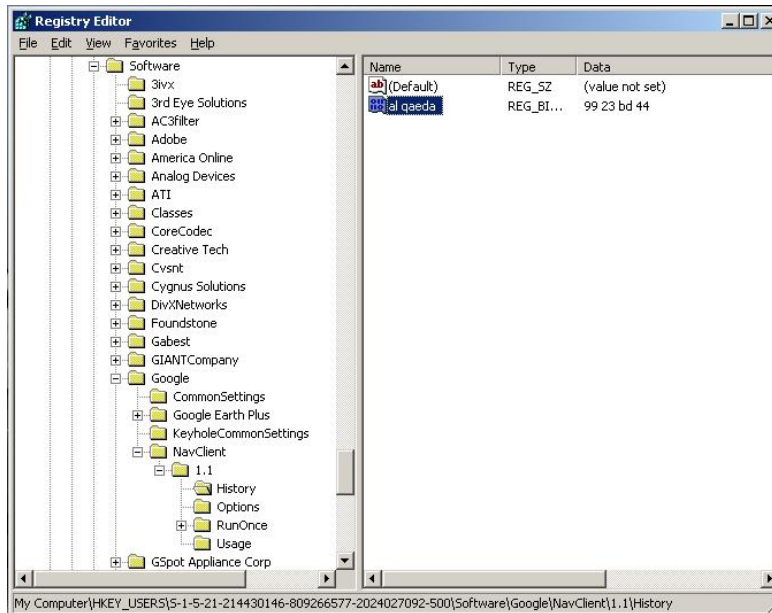 Registry Editor
File Edit View Favorites Help
Software
3ivx
3rd Eye Solutions
AC3filter
Adobe
America Online
Analog Devices
ATI
Classes
CoreCodec
Creative Tech
Cvsnt
Cygnus Solutions
DivXNetworks
Foundstone
Gabest
GIANTCompany
Google
CommonSettings
Google Earth Plus
KeyholeCommonSettings
NavClient
1.1
History
Options
RunOnce
Usage
GSpot Appliance Corp
Name Type Data
(Default) REG_SZ (value not set)
al qaeda REG_BI... 99 23 bd 44
My Computer\HKEY_USERS\S-1-5-21-214430146-809266577-2024027092-500\Software\Google\NavClient\1.1\History